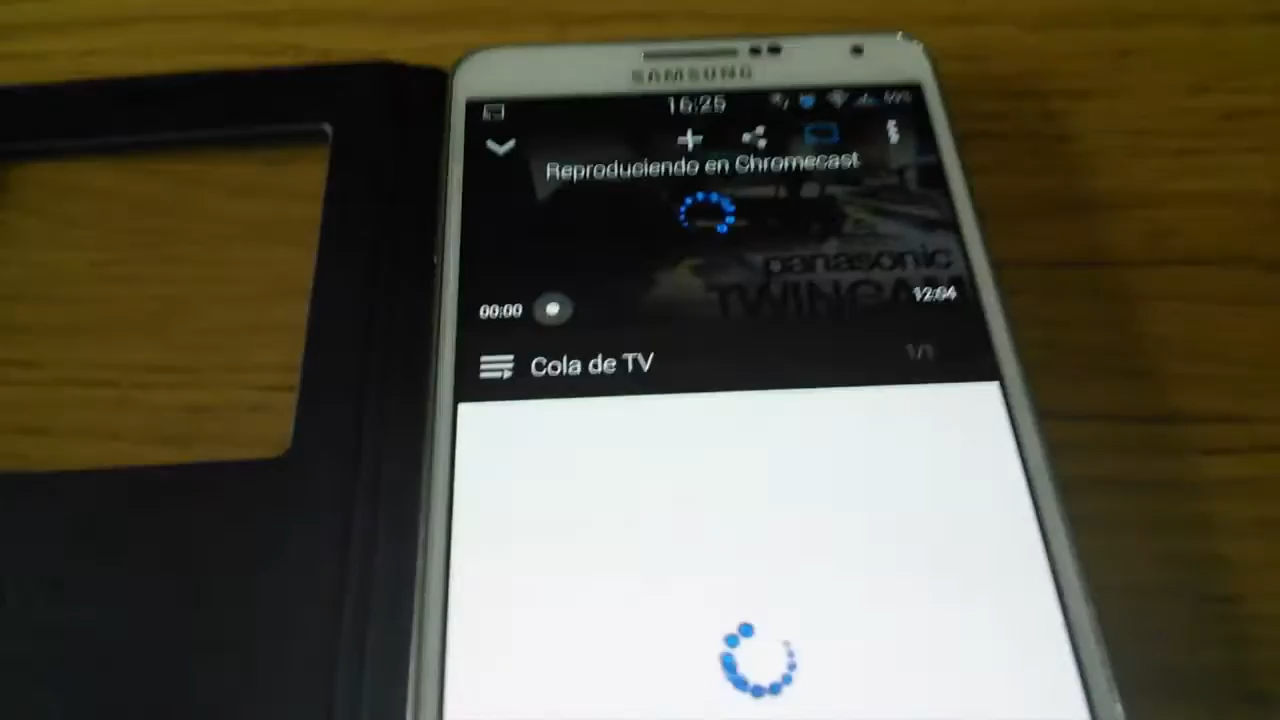 SAMSUNG
16:25
Reproduciendo en Chromecast
panasonic
00:00
12:04
Cola de TV
1/1